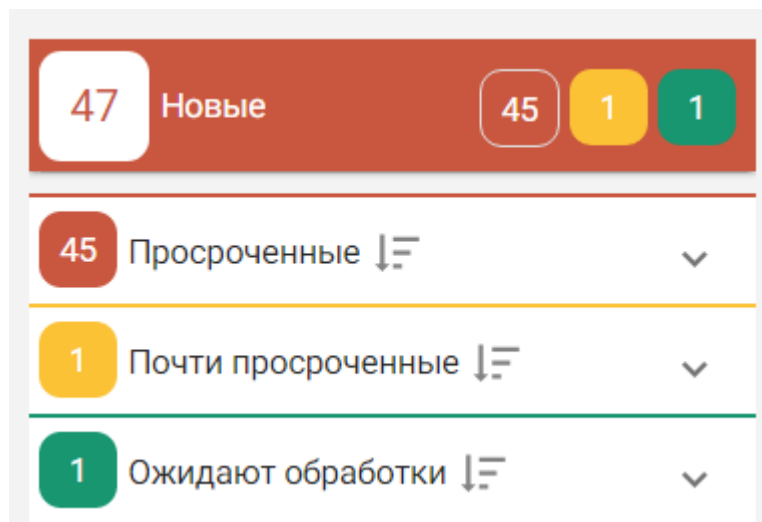 47 Новые 45 1 1
45 Просроченные
1 Почти просроченные
1 Ожидают обработки